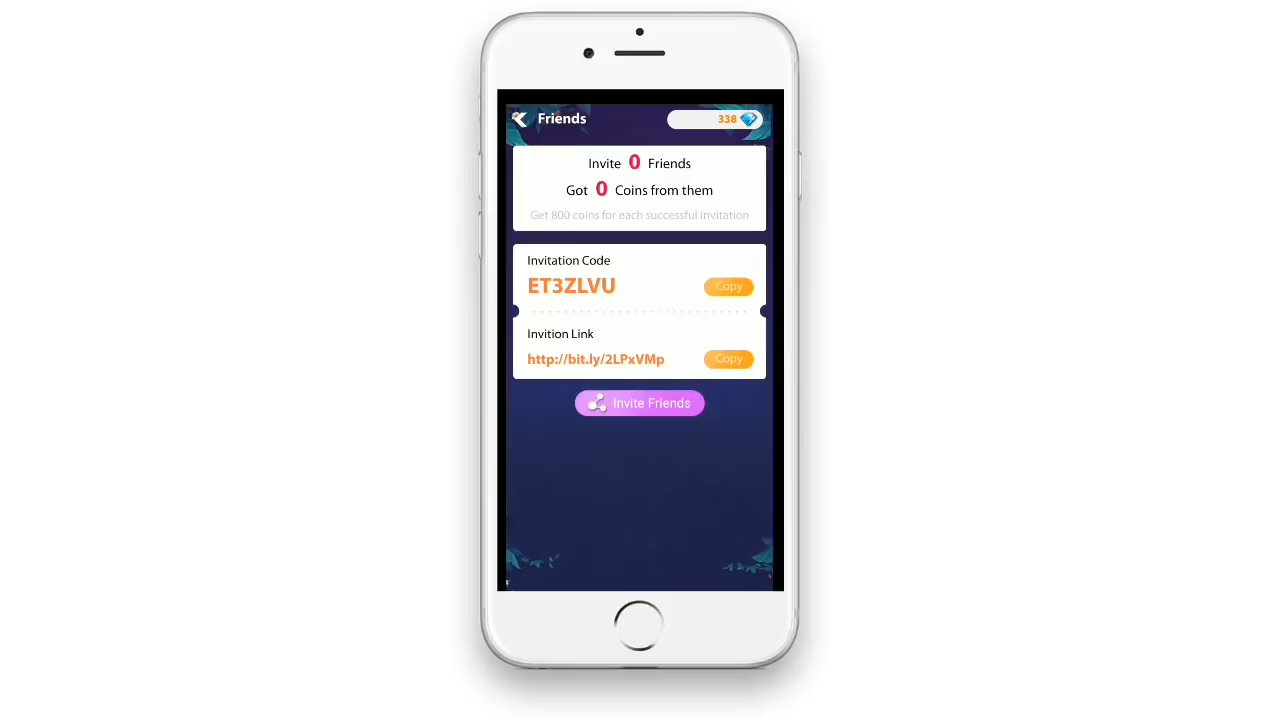 Friends
338
Invite 0 Friends
Got 0 Coins from them
Get 800 coins for each successful invitation
Invitation Code
ET3ZLVU
Copy
Invition Link
http://bit.ly/2LPxVMp
Copy
Invite Friends